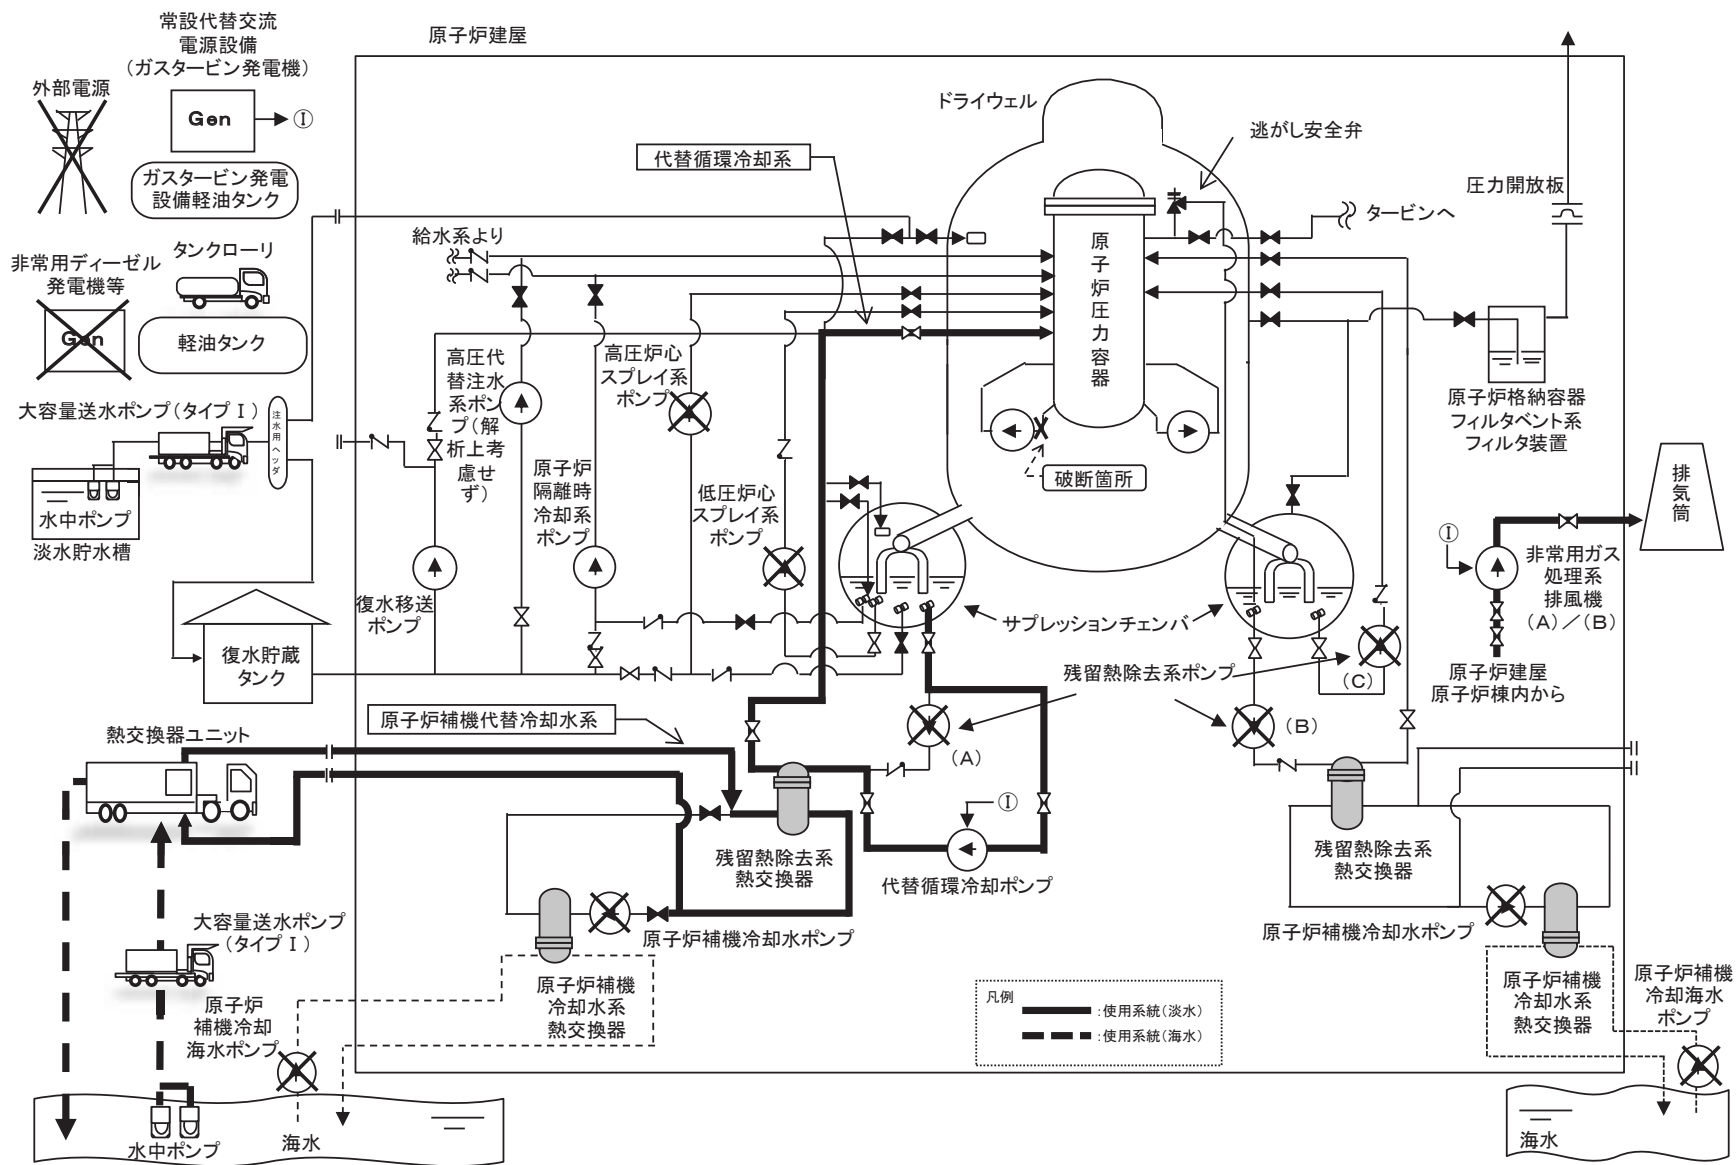 常設代替交流
電源設備
(ガスタービン発電機)
外部電源
Gen
Ⓘ
ガスタービン発電
設備軽油タンク
非常用ディーゼル
発電機等
Gen
タンクローリ
軽油タンク
大容量送水ポンプ(タイプⅠ)
注水用ヘッダ
水中ポンプ
淡水貯水槽
原子炉建屋
ドライウェル
逃がし安全弁
代替循環冷却系
圧力開放板
タービンへ
給水系より
原子炉圧力容器
高圧代
替注水
系ポン
プ(解
析上考
慮せ
ず)
高圧炉心
スプレイ系
ポンプ
原子炉格納容器
フィルタベント系
フィルタ装置
破断箇所
原子炉
隔離時
冷却系
ポンプ
低圧炉心
スプレイ系
ポンプ
排気筒
Ⓘ
非常用ガス
処理系
排風機
(A)/(B)
復水移送
ポンプ
サプレッションチェンバ
復水貯蔵
タンク
残留熱除去系ポンプ
(C)
原子炉建屋
原子炉棟内から
原子炉補機代替冷却水系
(A)
(B)
熱交換器ユニット
Ⓘ
残留熱除去系
熱交換器
代替循環冷却ポンプ
残留熱除去系
熱交換器
大容量送水ポンプ
(タイプⅠ)
原子炉補機冷却水ポンプ
原子炉補機冷却水ポンプ
原子炉
補機冷却
海水ポンプ
原子炉補機
冷却水系
熱交換器
凡例
:使用系統(淡水)
:使用系統(海水)
原子炉補機
冷却水系
熱交換器
原子炉補機
冷却海水
ポンプ
水中ポンプ
海水
海水